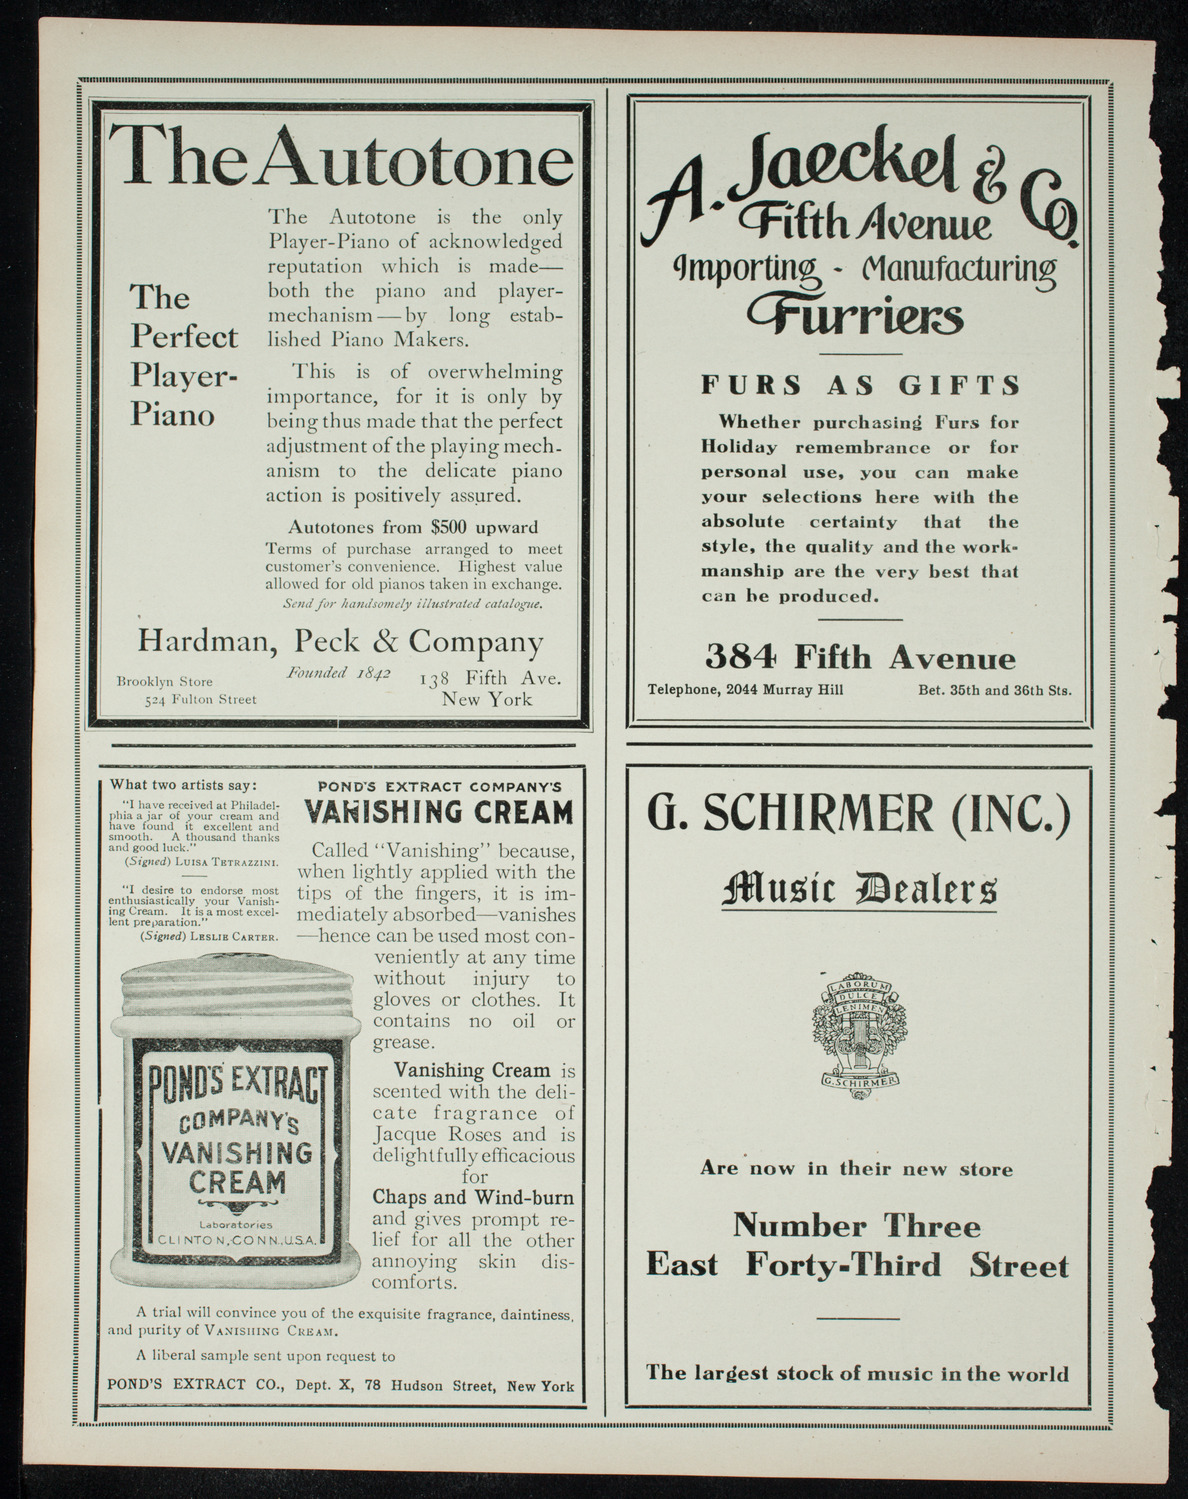 The Autotone
The
Perfect
Player-
Piano
The Autotone is the only
Player-Piano of acknowledged
reputation which is made—
both the piano and player-
mechanism—by long estab-
lished Piano Makers.
This is of overwhelming
importance, for it is only by
being thus made that the perfect
adjustment of the playing mech-
anism to the delicate piano
action is positively assured.
Autotones from $500 upward
Terms of purchase arranged to meet
customer's convenience. Highest value
allowed for old pianos taken in exchange.
Send for handsomely illustrated catalogue.
Hardman, Peck & Company
Founded 1842
Brooklyn Store
524 Fulton Street
138 Fifth Ave.
New York
A. Jaeckel & Co.
Fifth Avenue
Importing - Manufacturing
Furriers
FURS AS GIFTS
Whether purchasing Furs for
Holiday remembrance or for
personal use, you can make
your selections here with the
absolute certainty that the
style, the quality and the work-
manship are the very best that
can be produced.
384 Fifth Avenue
Telephone, 2044 Murray Hill Bet. 35th and 36th Sts.
What two artists say:
"I have received at Philadel-
phia a jar of your cream and
have found it excellent and
smooth. A thousand thanks
and good luck."
(Signed) LUISA TETRAZZINI.
"I desire to endorse most
enthusiastically your Vanish-
ing Cream. It is a most excel-
lent preparation."
(Signed) LESLIE CARTER.
POND'S EXTRACT COMPANY'S
VANISHING CREAM
Called "Vanishing" because,
when lightly applied with the
tips of the fingers, it is im-
mediately absorbed—vanishes
—hence can be used most con-
veniently at any time
without injury to
gloves or clothes. It
contains no oil or
grease.
Vanishing Cream is
scented with the deli-
cate fragrance of
Jacque Roses and is
delightfully efficacious
for
Chaps and Wind-burn
and gives prompt re-
lief for all the other
annoying skin dis-
comforts.
POND'S EXTRACT
COMPANY'S
VANISHING
CREAM
Laboratories
CLINTON, CONN., U.S.A.
A trial will convince you of the exquisite fragrance, daintiness,
and purity of VANISHING CREAM.
A liberal sample sent upon request to
POND'S EXTRACT CO., Dept. X, 78 Hudson Street, New York
G. SCHIRMER (INC.)
Music Dealers
LABORUM
DULCE
LENIMEN
G. SCHIRMER
Are now in their new store
Number Three
East Forty-Third Street
The largest stock of music in the world